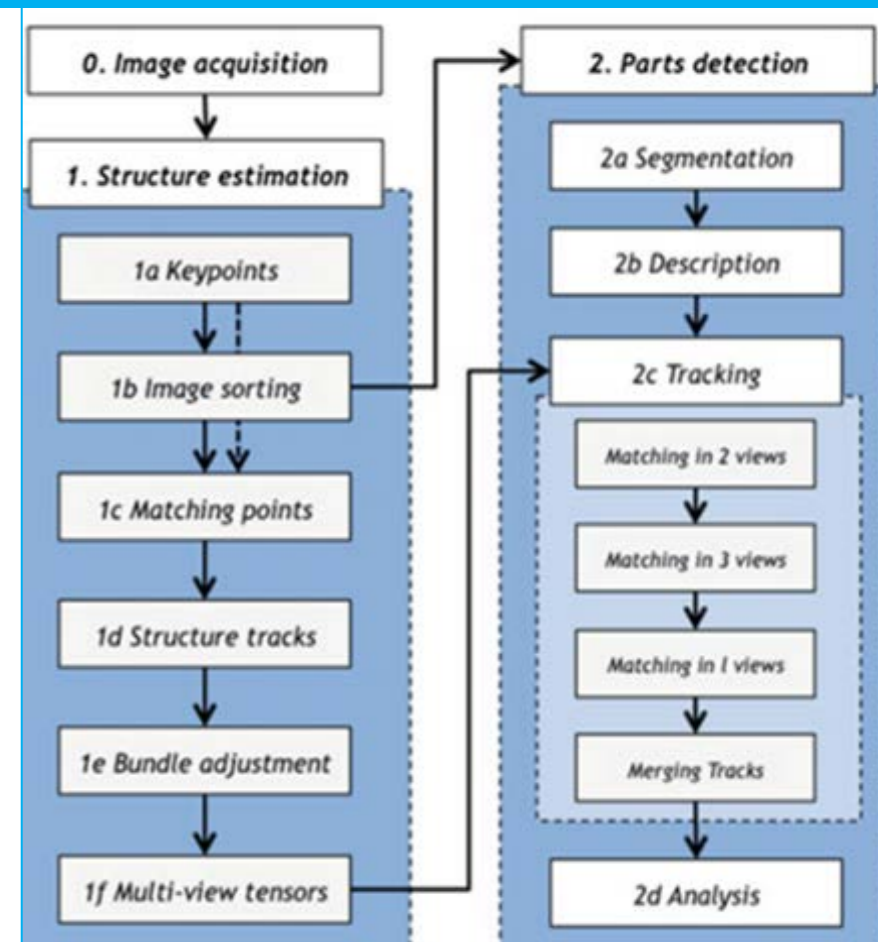 0. Image acquisition
1. Structure estimation
1a Keypoints
1b Image sorting
1c Matching points
1d Structure tracks
1e Bundle adjustment
1f Multi-view tensors
2. Parts detection
2a Segmentation
2b Description
2c Tracking
Matching in 2 views
Matching in 3 views
Matching in l views
Merging Tracks
2d Analysis